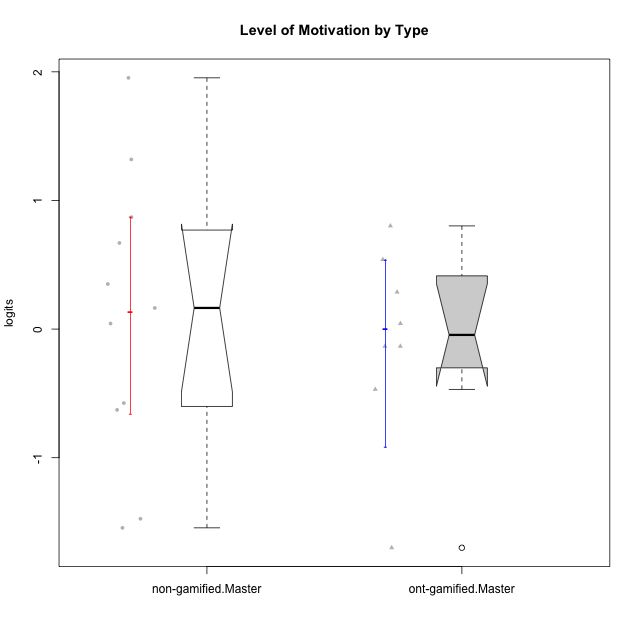 Level of Motivation by Type
2
1
0
-1
logits
non-gamified.Master
ont-gamified.Master